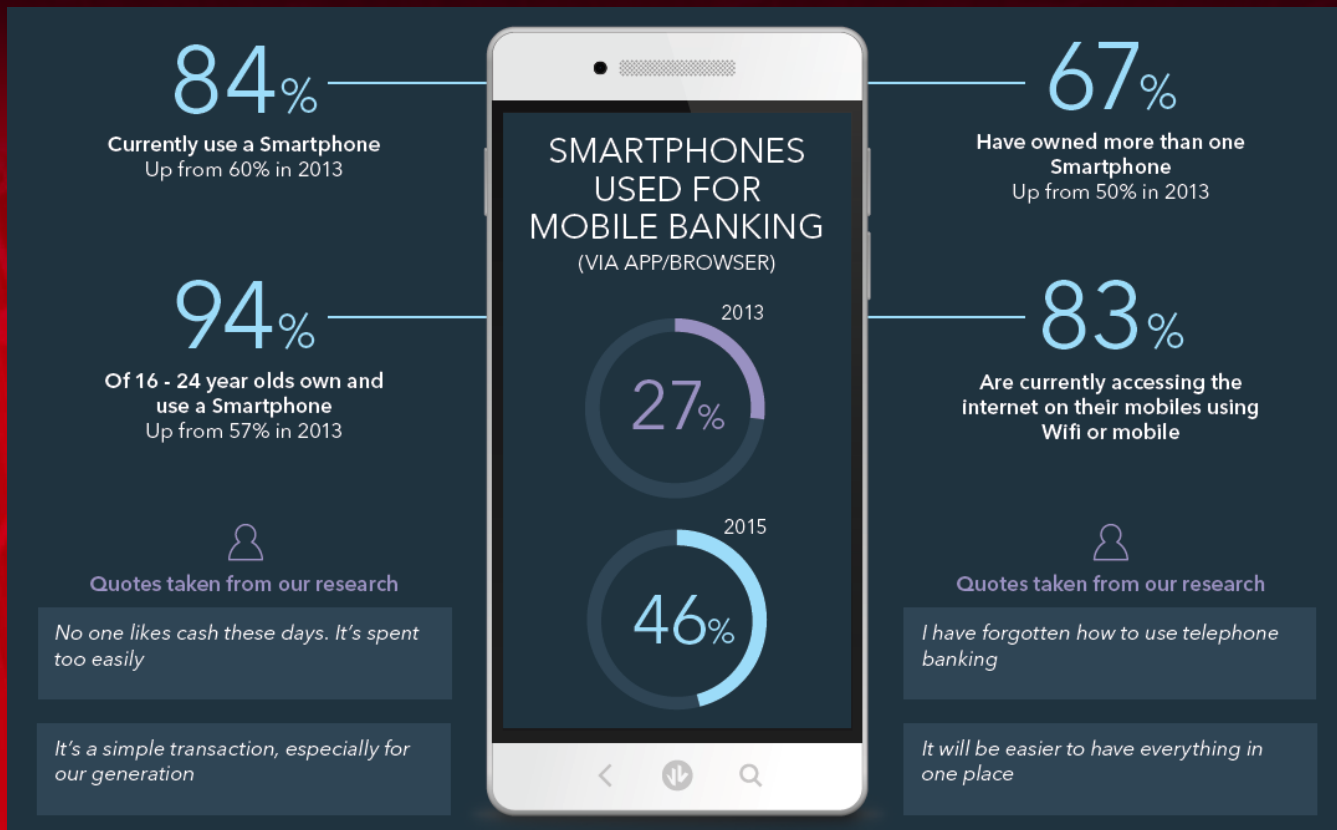 84%
Currently use a Smartphone
Up from 60% in 2013
94%
Of 16 - 24 year olds own and
use a Smartphone
Up from 57% in 2013
Quotes taken from our research
No one likes cash these days. It's spent
too easily
It's a simple transaction, especially for
our generation
SMARTPHONES
USED FOR
MOBILE BANKING
(VIA APP/BROWSER)
2013
27%
2015
46%
67%
Have owned more than one
Smartphone
Up from 50% in 2013
83%
Are currently accessing the
internet on their mobiles using
Wifi or mobile
Quotes taken from our research
I have forgotten how to use telephone
banking
It will be easier to have everything in
one place